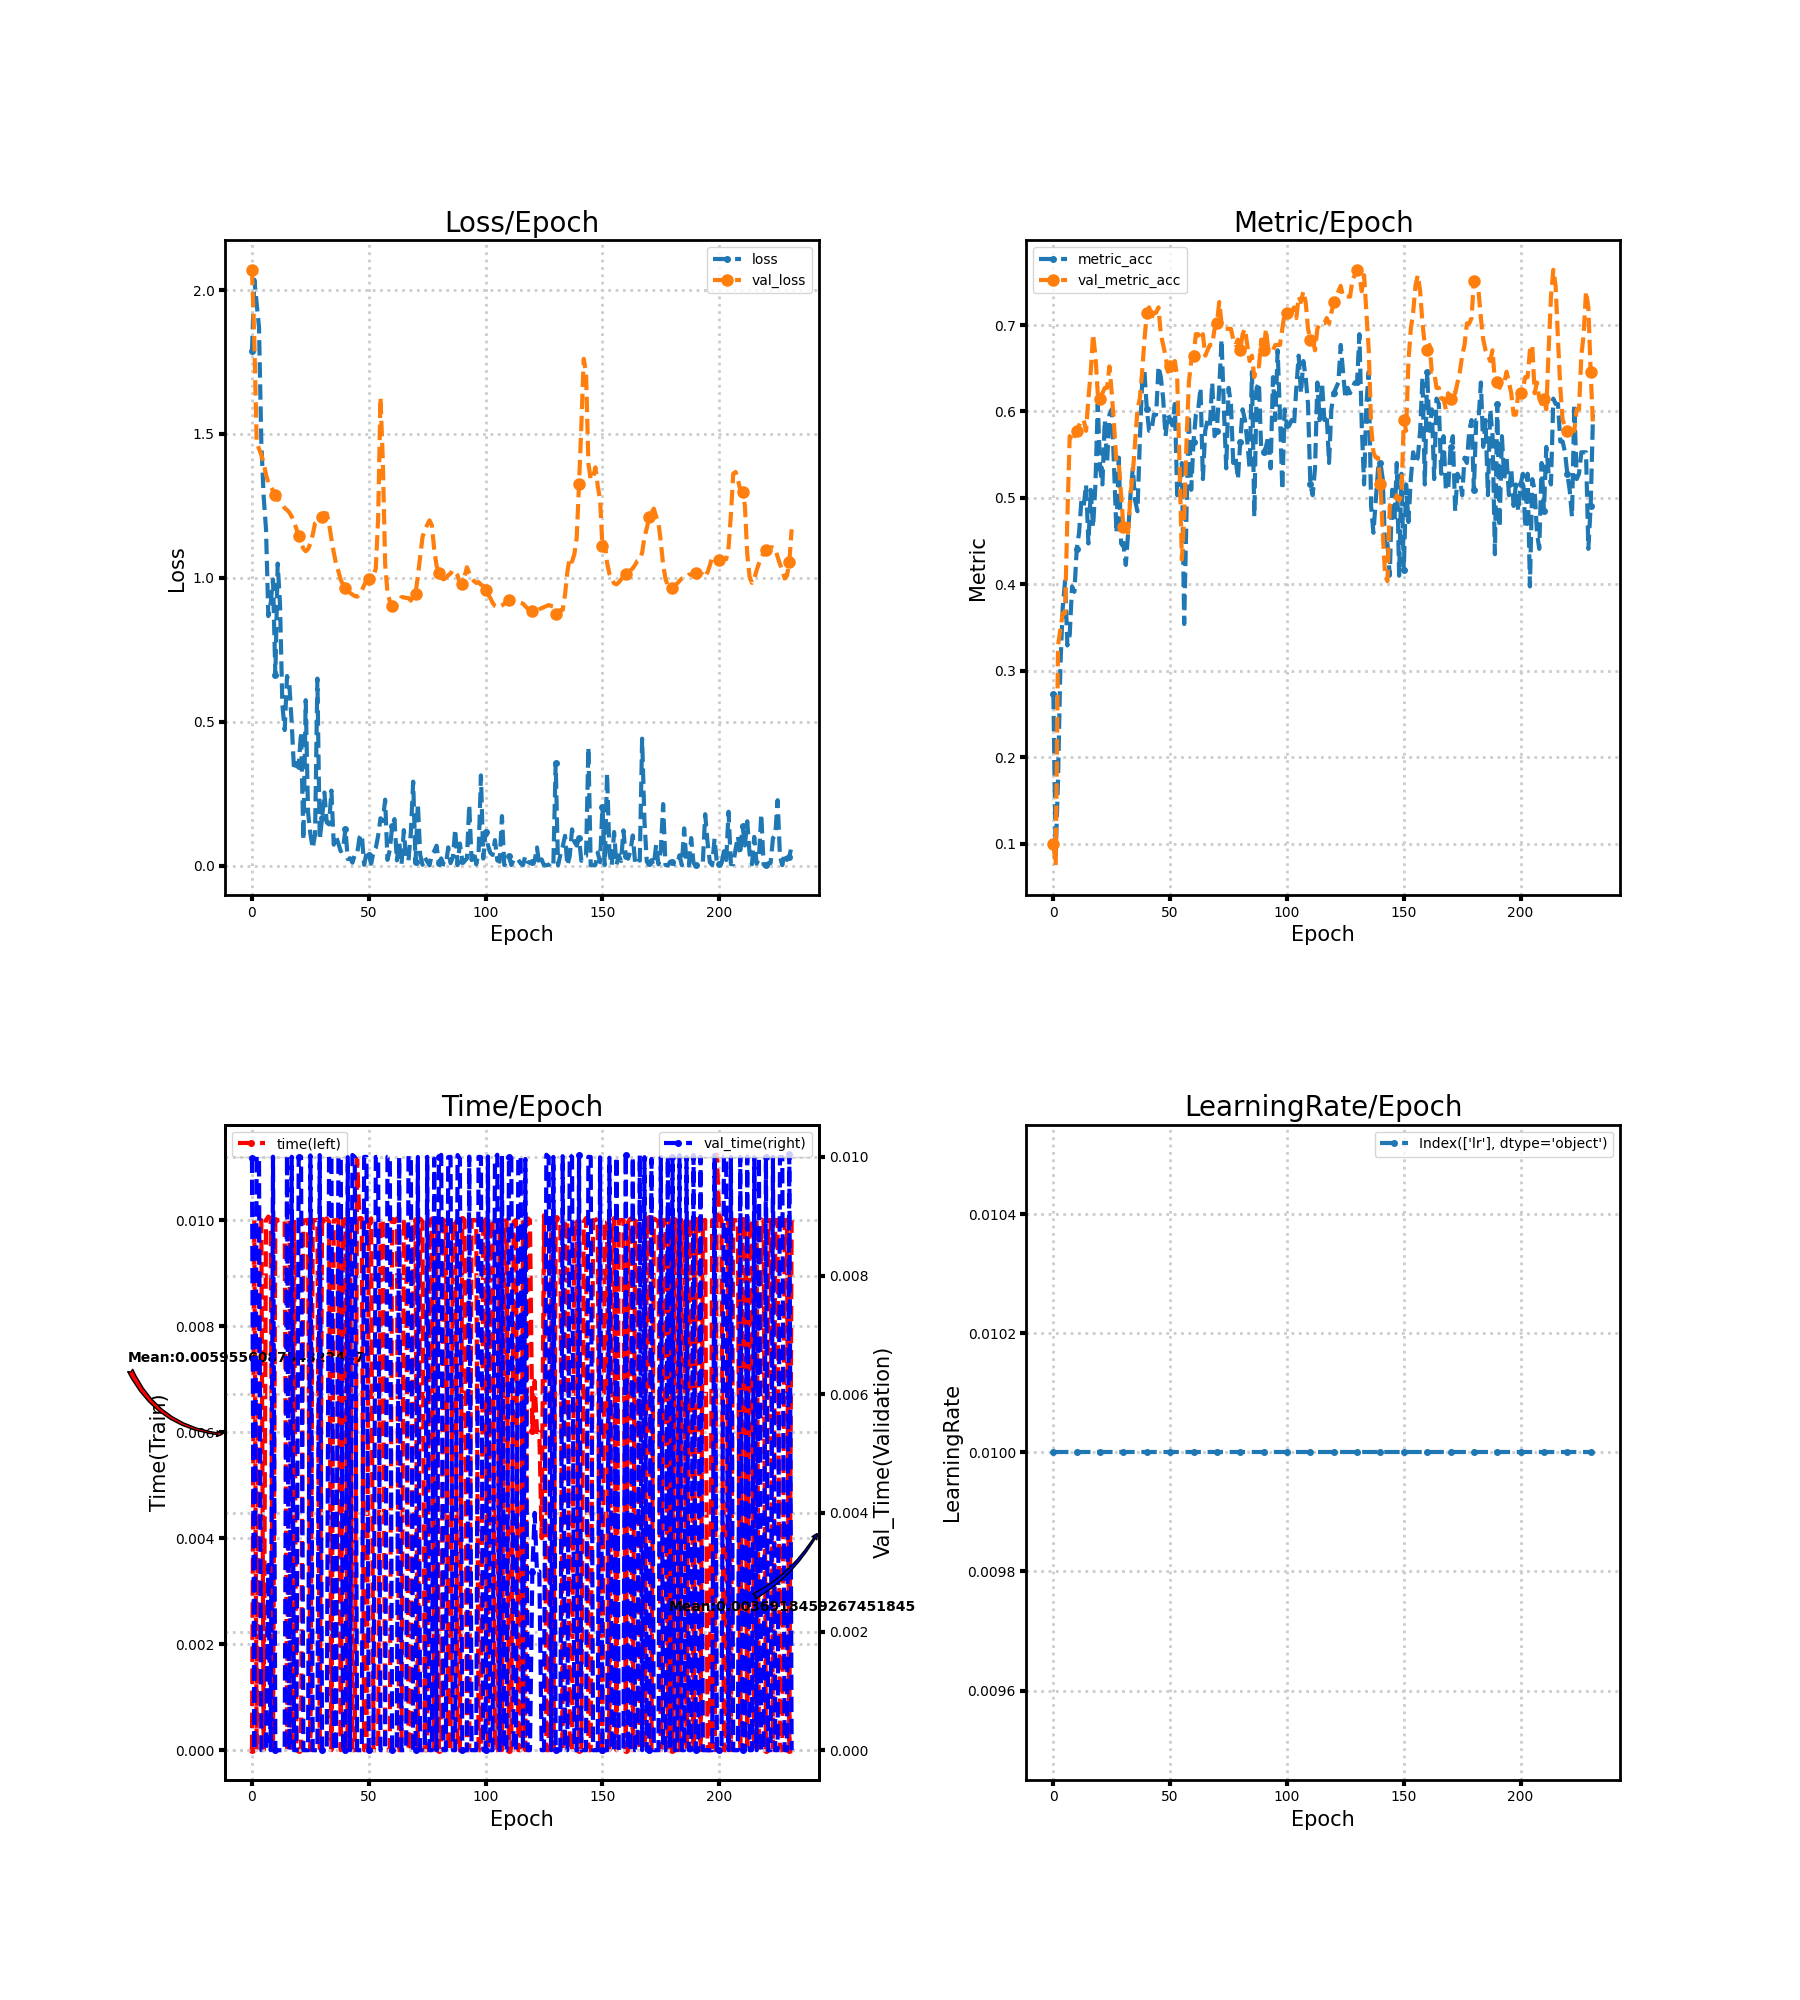 Loss/Epoch
loss
val_loss
2.0
1.5
1.0
0.5
0.0
Loss
0
50
100
150
200
Epoch
Metric/Epoch
metric_acc
val_metric_acc
0.7
0.6
0.5
0.4
0.3
0.2
0.1
Metric
0
50
100
150
200
Epoch
Time/Epoch
time(left)
val_time(right)
0.010
0.008
0.006
0.004
0.002
0.000
Time(Train)
0.010
0.008
0.006
0.004
0.002
0.000
Val_Time(Validation)
0
50
100
150
200
Epoch
LearningRate/Epoch
Index(['lr'], dtype='object')
0.0104
0.0102
0.0100
0.0098
0.0096
LearningRate
0
50
100
150
200
Epoch